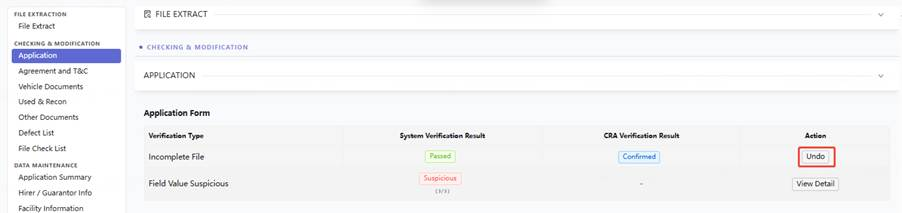 FILE EXTRACTION
File Extract
CHECKING & MODIFICATION
Application
Agreement and T&C
Vehicle Documents
Used & Recon
Other Documents
Defect List
File Check List
DATA MAINTENANCE
Application Summary
Hirer / Guarantor Info
Facility Information
FILE EXTRACT
CHECKING & MODIFICATION
APPLICATION
Application Form
Verification Type System Verification Result CRA Verification Result Action
Incomplete File Passed Confirmed Undo
Field Value Suspicious Suspicious - View Detail
(3/3)